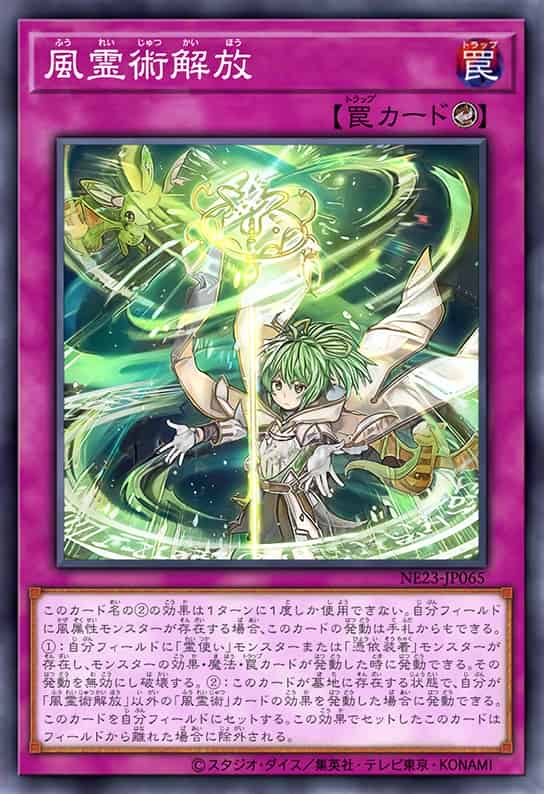 風霊術解放
罠
【罠カード】
NE23-JP065
このカード名の②の効果は1ターンに1度しか使用できない。自分フィールド
に風属性モンスターが存在する場合、このカードの発動は手札からもできる。
①：自分フィールドに「霊使い」モンスターまたは「憑依装着」モンスターが
存在し、モンスターの効果・魔法・罠カードが発動した時に発動できる。その
発動を無効にし破壊する。②：このカードが墓地に存在する状態で、自分が
「風霊術解放」以外の「風霊術」カードの効果を発動した場合に発動できる。
このカードを自分フィールドにセットする。この効果でセットしたこのカードは
フィールドから離れた場合に除外される。
©スタジオ・ダイス／集英社・テレビ東京・KONAMI